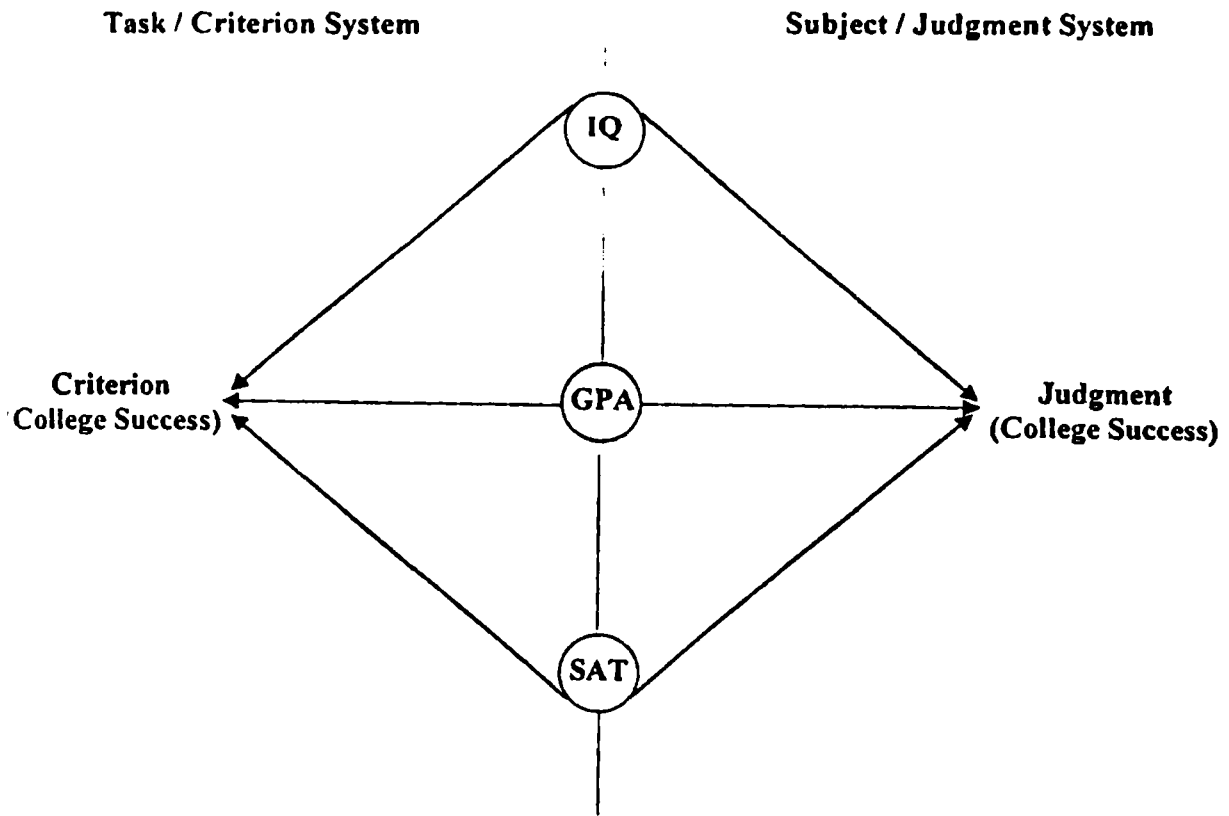 Task / Criterion System
Subject / Judgment System
IQ
Criterion
College Success)
GPA
Judgment
(College Success)
SAT